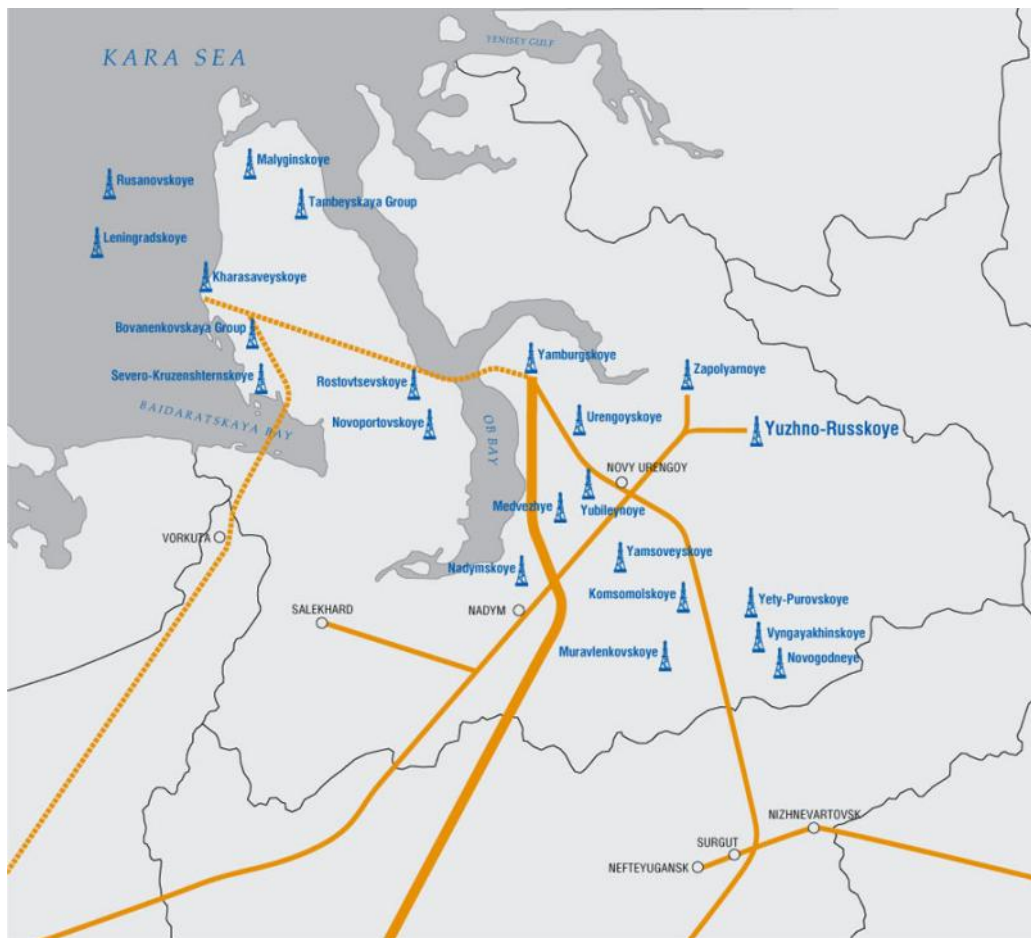 YENISEY GULF
KARA SEA
Malyginskoye
Rusanovskoye
Tambeyskaya Group
Leningradskoye
Kharasaveyskoye
Bovanenkovskaya Group
Yamburgskoye
Severo-Kruzenshternskoye
Rostovtsevskoye
Zapolyarnoye
BAIDARATSKAYA BAY
Novoportovskoye
OB BAY
Urengoyskoye
Yuzhno-Russkoye
NOVY URENGOY
Medvezhye
Yubileynoye
VORKUTA
Yamsoveyskoye
Nadymskoye
Komsomolskoye
Yety-Purovskoye
SALEKHARD
NADYM
Vyngayakhinskoye
Muravlenkovskoye
Novogodneye
NIZHNEVARTOVSK
SURGUT
NEFTEYUGANSK